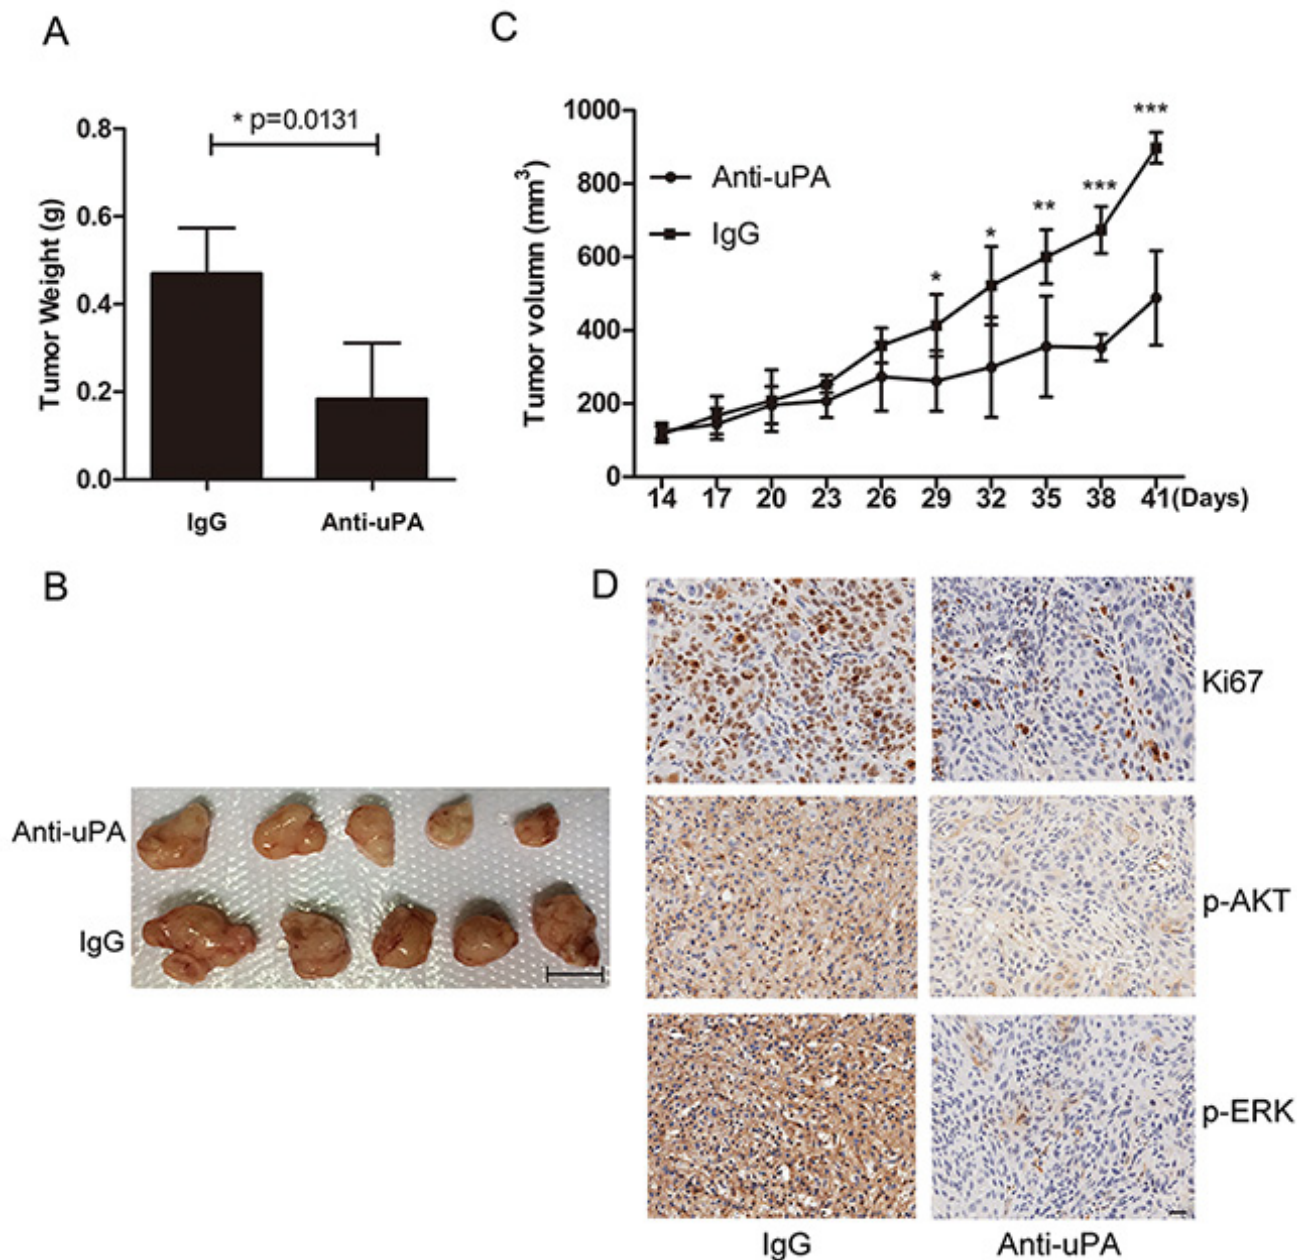 A
* p=0.0131
Tumor Weight (g)
0.8
0.6
0.4
0.2
0.0
IgG
Anti-uPA
C
Tumor volumn (mm³)
1000
800
600
400
200
0
Anti-uPA
IgG
*
*
**
***
***
14 17 20 23 26 29 32 35 38 41(Days)
B
Anti-uPA
IgG
D
Ki67
p-AKT
p-ERK
IgG
Anti-uPA